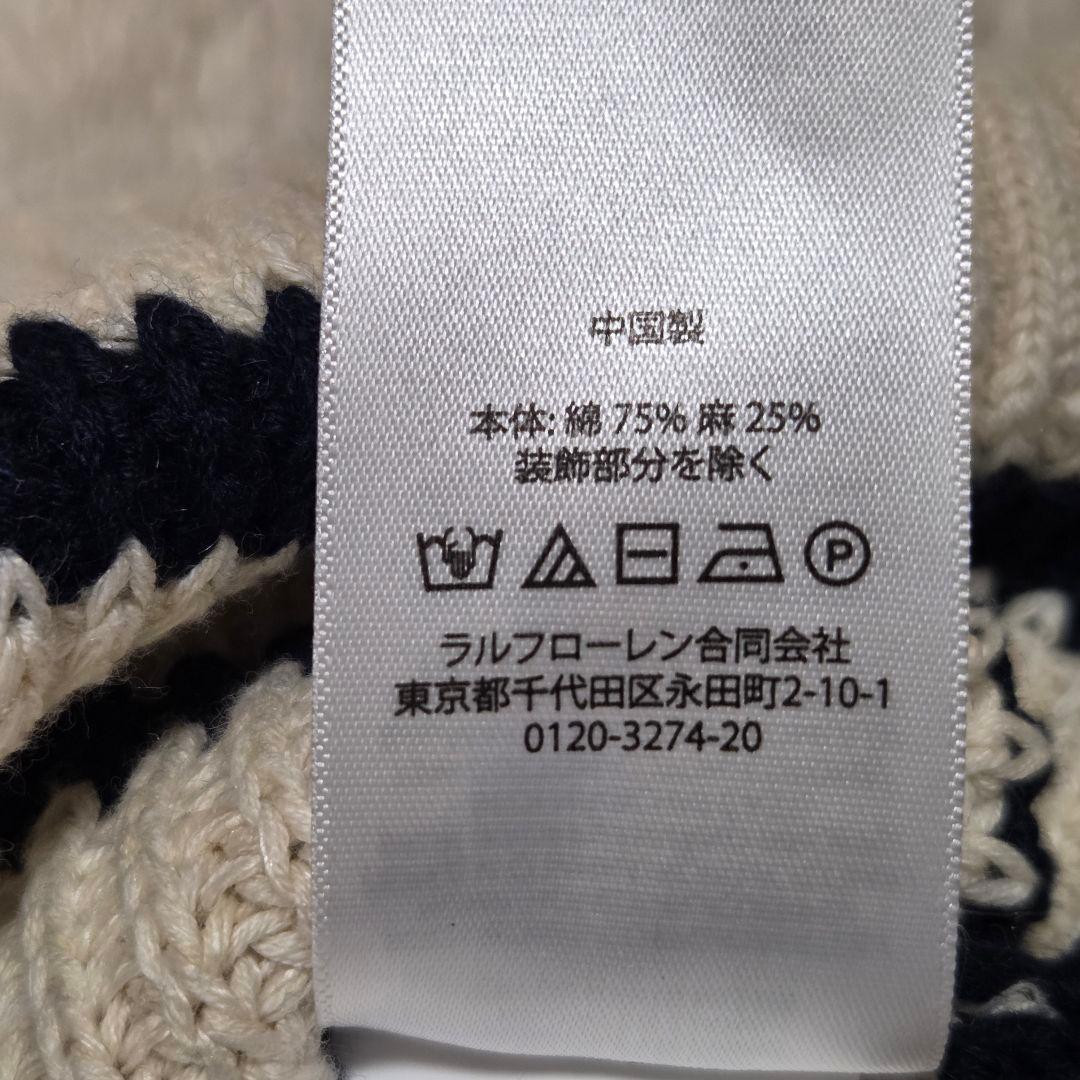 中国製
本体: 綿 75% 麻 25%
装飾部分を除く
P
ラルフローレン合同会社
東京都千代田区永田町2-10-1
0120-3274-20